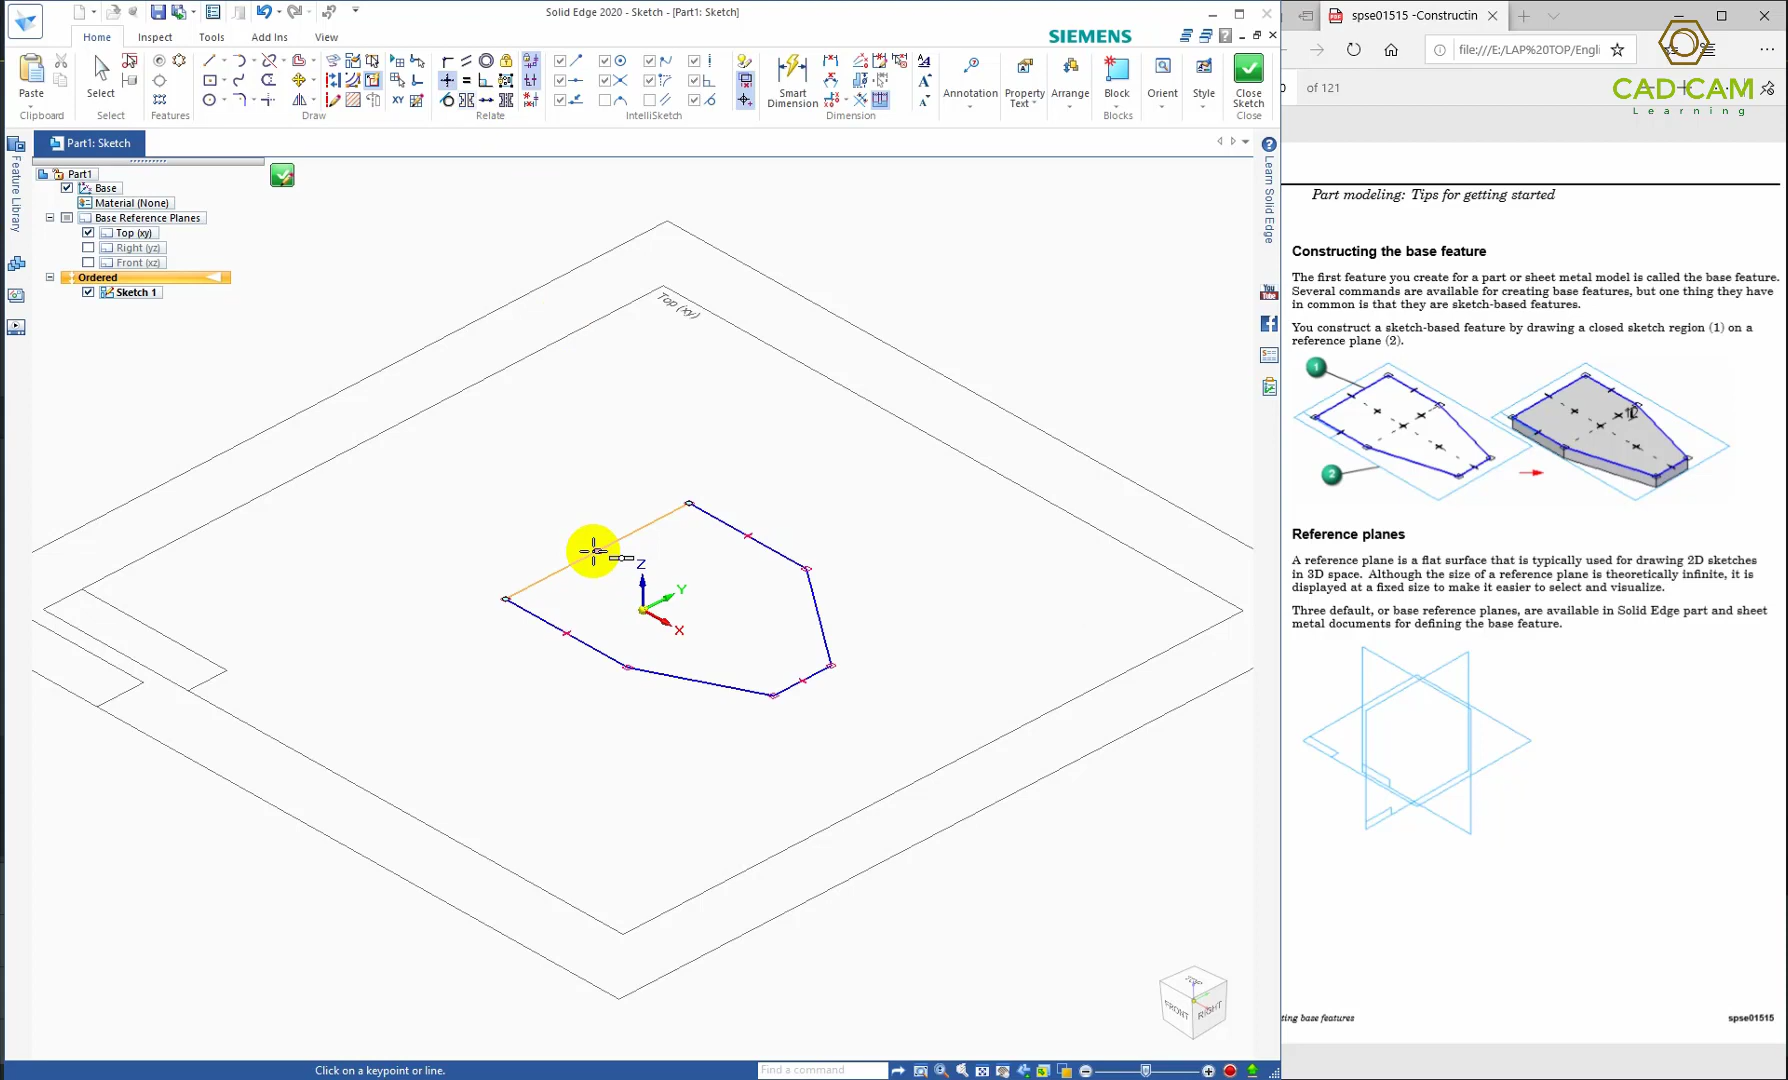 Solid Edge 2020 - Sketch - [Part1: Sketch]
Home
Inspect
Tools
Add Ins
View
SIEMENS
Paste
Select
Smart
Dimension
Annotation
Property
Text
Arrange
Block
Orient
Style
Close
Sketch
Clipboard
Select
Features
Draw
Relate
IntelliSketch
Dimension
Blocks
Close
Part1: Sketch
Feature Library
Part1
Base
Material (None)
Base Reference Planes
Top (xy)
Right (yz)
Front (xz)
Ordered
Sketch 1
Top (xy)
Z
Y
X
TOP
FRONT
RIGHT
Learn Solid Edge
You
Tube
Click on a keypoint or line.
Find a command
spse01515 -Constructin
file:///E:/LAP%20TOP/Engli
of 121
CAD-CAM
Learning
Part modeling: Tips for getting started
Constructing the base feature
The first feature you create for a part or sheet metal model is called the base feature.
Several commands are available for creating base features, but one thing they have
in common is that they are sketch-based features.
You construct a sketch-based feature by drawing a closed sketch region (1) on a
reference plane (2).
1
2
Reference planes
A reference plane is a flat surface that is typically used for drawing 2D sketches
in 3D space. Although the size of a reference plane is theoretically infinite, it is
displayed at a fixed size to make it easier to select and visualize.
Three default, or base reference planes, are available in Solid Edge part and sheet
metal documents for defining the base feature.
ting base features
spse01515